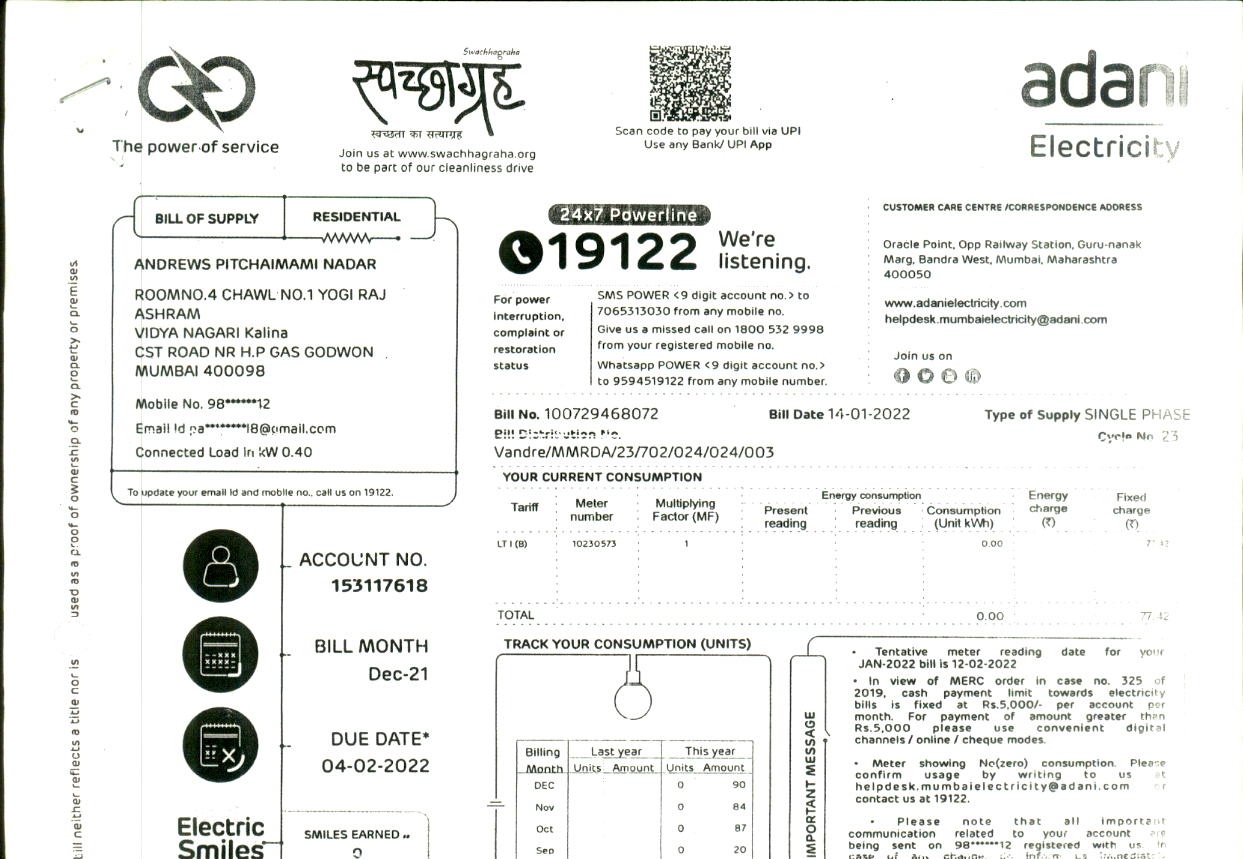 The power of service
Swachhagraha
स्वच्छाग्रह
स्वच्छता का सत्याग्रह
Join us at www.swachhagraha.org
to be part of our cleanliness drive
Scan code to pay your bill via UPI
Use any Bank/ UPI App
adani
Electricity
BILL OF SUPPLY
RESIDENTIAL
ANDREWS PITCHAIMAMI NADAR
ROOMNO.4 CHAWL NO.1 YOGI RAJ
ASHRAM
VIDYA NAGARI Kalina
CST ROAD NR H.P GAS GODWON
MUMBAI 400098
Mobile No. 98******12
Email Id pa********18@gmail.com
Connected Load in kW 0.40
To update your email Id and mobile no., call us on 19122.
24x7 Powerline
19122
We're
listening.
For power
interruption,
complaint or
restoration
status
SMS POWER <9 digit account no.> to
7065313030 from any mobile no.
Give us a missed call on 1800 532 9998
from your registered mobile no.
Whatsapp POWER <9 digit account no.>
to 9594519122 from any mobile number.
CUSTOMER CARE CENTRE /CORRESPONDENCE ADDRESS
Oracle Point, Opp Railway Station, Guru-nanak
Marg, Bandra West, Mumbai, Maharashtra
400050
www.adanielectricity.com
helpdesk.mumbaielectricity@adani.com
Join us on
Bill No. 100729468072
Bill Date 14-01-2022
Type of Supply SINGLE PHASE
Bill Distribution No.
Cycle No 23
Vandre/MMRDA/23/702/024/024/003
YOUR CURRENT CONSUMPTION
Tariff
Meter
number
Multiplying
Factor (MF)
Energy consumption
Present
reading
Previous
reading
Consumption
(Unit kWh)
Energy
charge
(₹)
Fixed
charge
(₹)
LT I (B) 10230573 1 0.00 77.42
TOTAL 0.00 77.42
ACCOUNT NO.
153117618
BILL MONTH
Dec-21
DUE DATE*
04-02-2022
Electric
Smiles
SMILES EARNED
0
TRACK YOUR CONSUMPTION (UNITS)
Billing
Month
Last year
Units Amount
This year
Units Amount
DEC 0 90
Nov 0 84
Oct 0 87
Sep 0 20
IMPORTANT MESSAGE
• Tentative meter reading date for your
JAN-2022 bill is 12-02-2022
• In view of MERC order in case no. 325 of
2019, cash payment limit towards electricity
bills is fixed at Rs.5,000/- per account per
month. For payment of amount greater than
Rs.5,000 please use convenient digital
channels / online / cheque modes.
• Meter showing No(zero) consumption. Please
confirm usage by writing to us at
helpdesk.mumbaielectricity@adani.com or
contact us at 19122.
• Please note that all important
communication related to your account are
being sent on 98******12 registered with us. In
case of any change
used as a proof of ownership of any property or premises.
neither reflects a title nor is